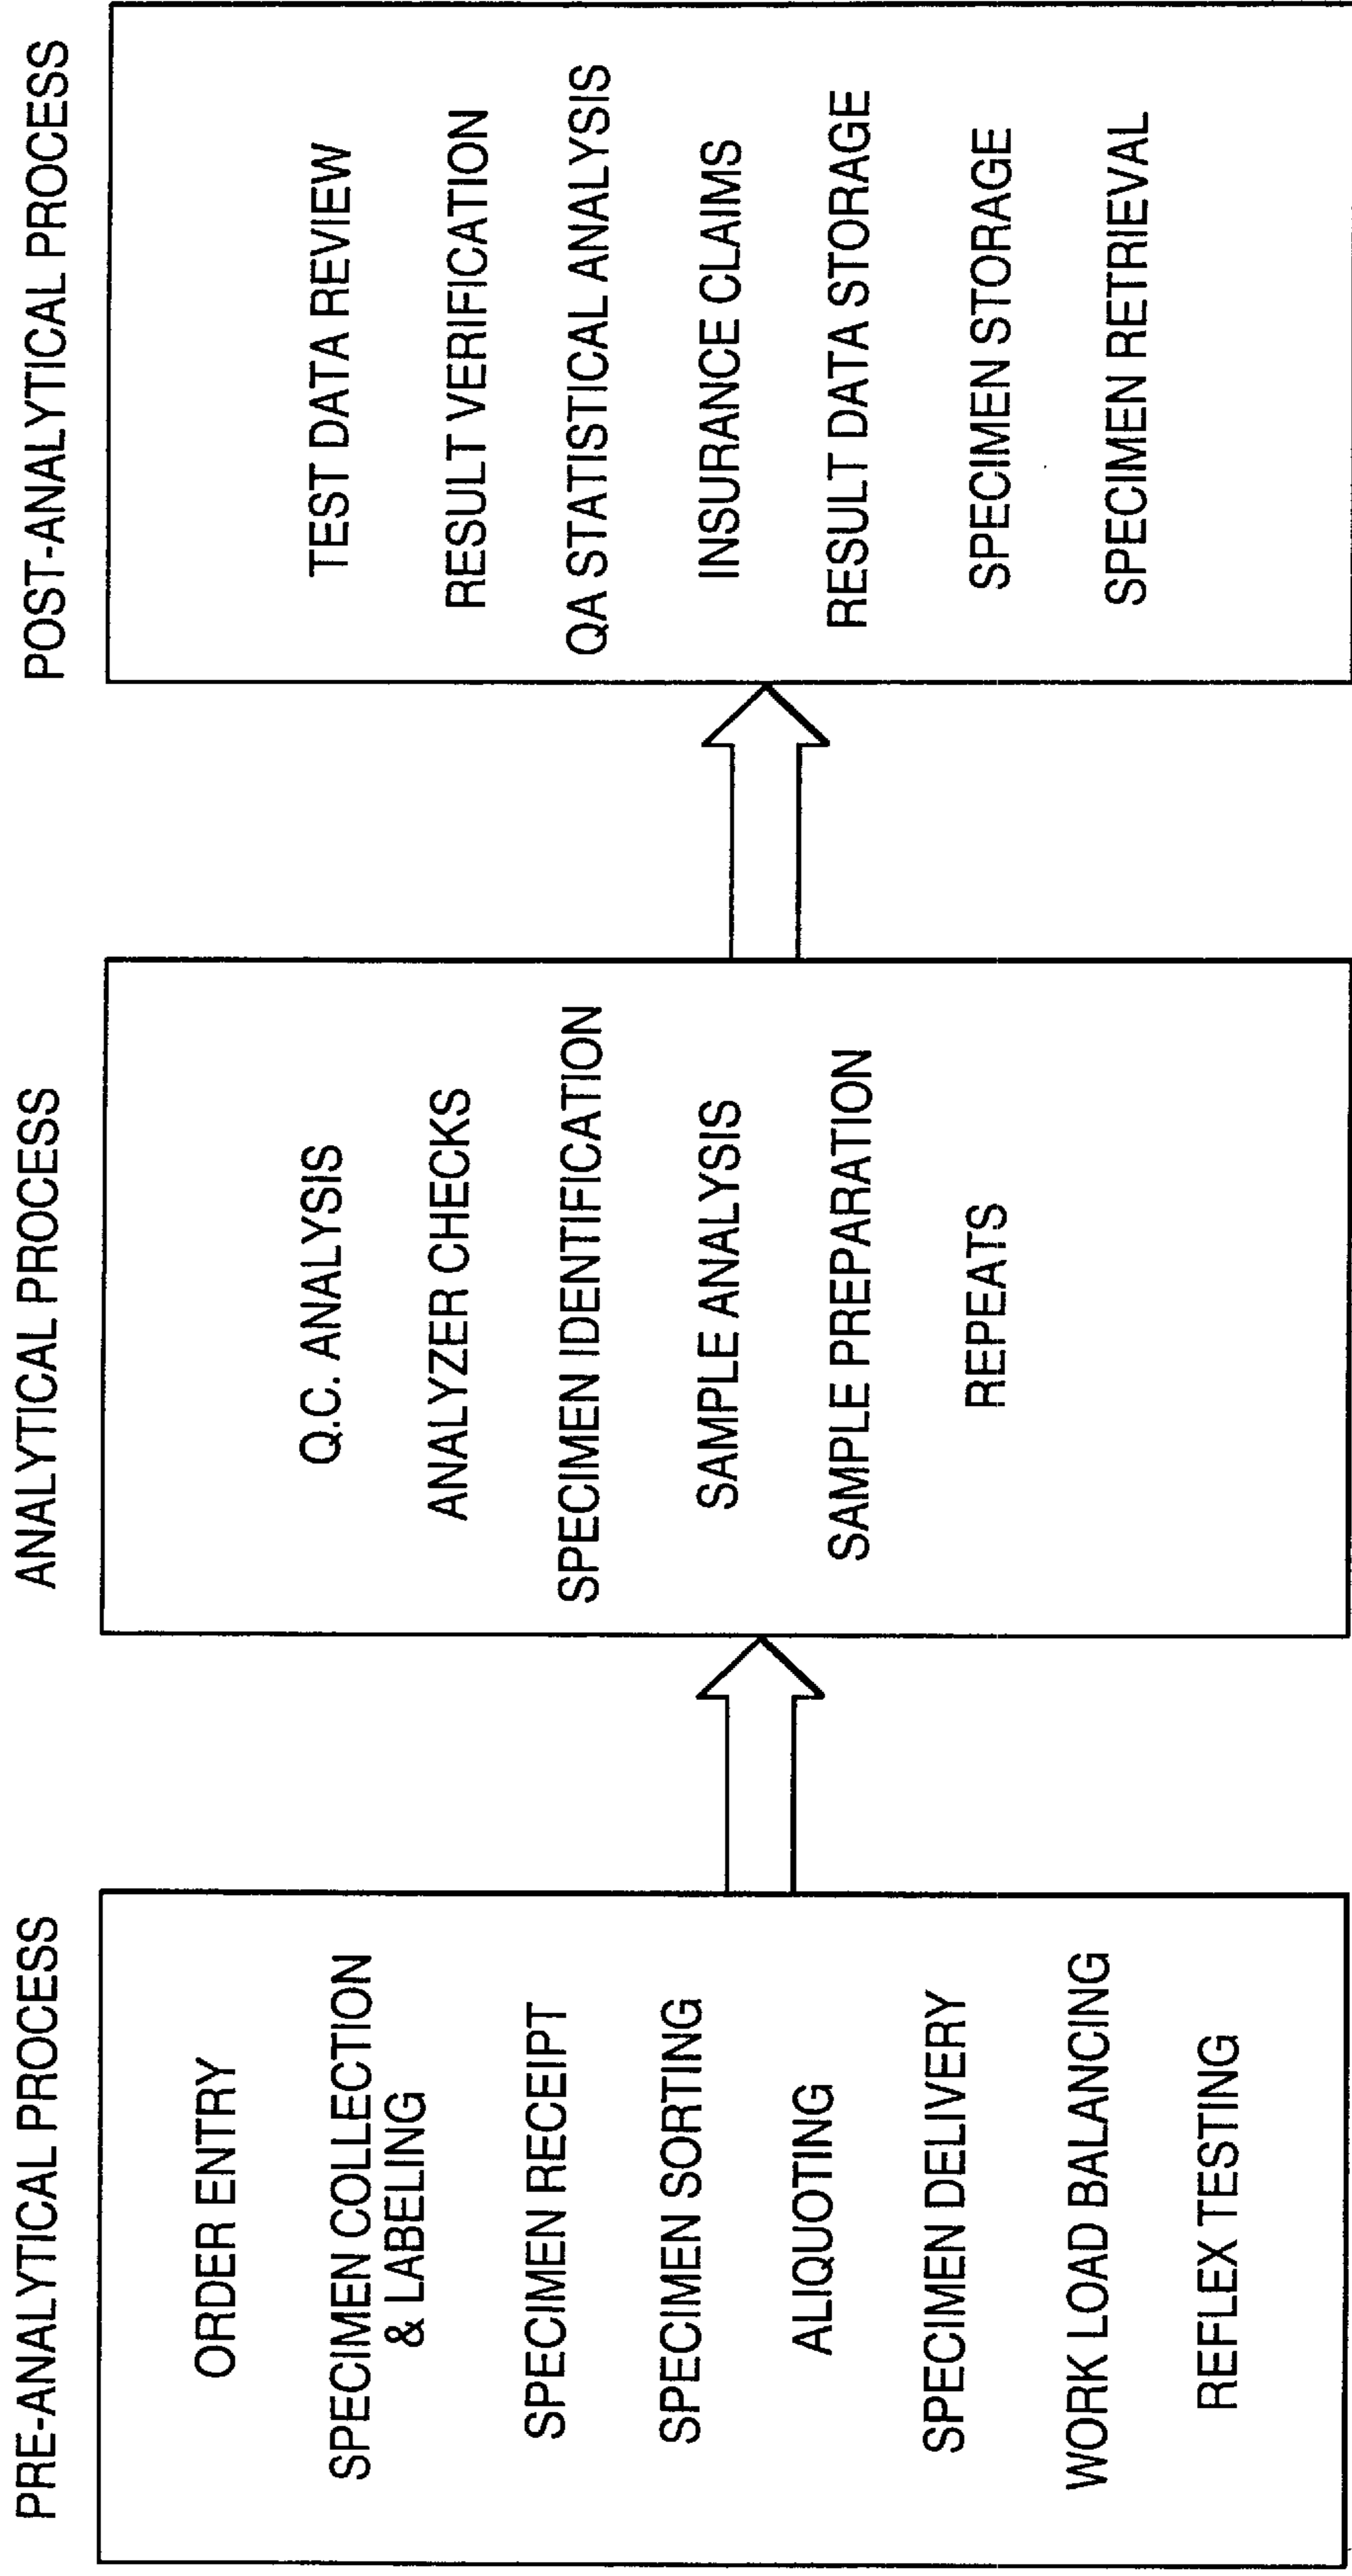 PRE-ANALYTICAL PROCESS
ORDER ENTRY
SPECIMEN COLLECTION
& LABELING
SPECIMEN RECEIPT
SPECIMEN SORTING
ALIQUOTING
SPECIMEN DELIVERY
WORK LOAD BALANCING
REFLEX TESTING
ANALYTICAL PROCESS
Q.C. ANALYSIS
ANALYZER CHECKS
SPECIMEN IDENTIFICATION
SAMPLE ANALYSIS
SAMPLE PREPARATION
REPEATS
POST-ANALYTICAL PROCESS
TEST DATA REVIEW
RESULT VERIFICATION
QA STATISTICAL ANALYSIS
INSURANCE CLAIMS
RESULT DATA STORAGE
SPECIMEN STORAGE
SPECIMEN RETRIEVAL